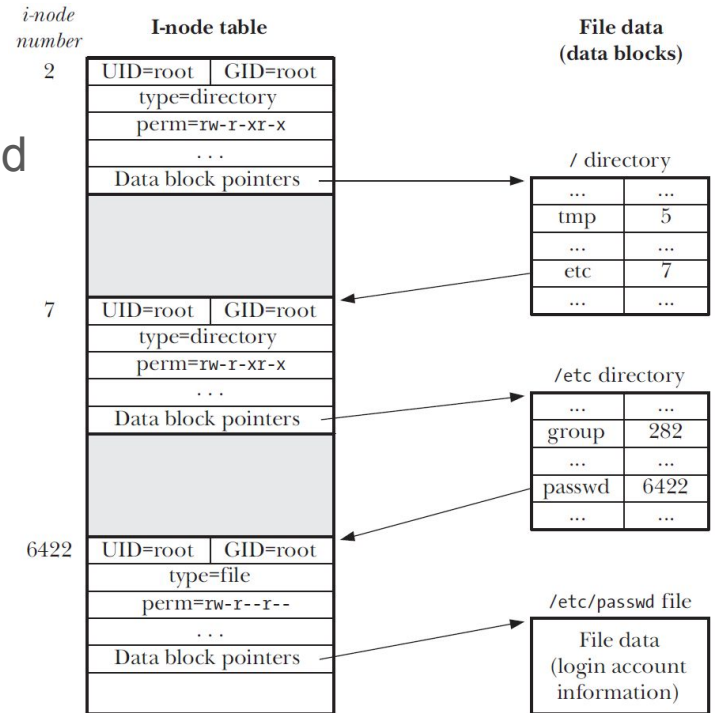 i-node
number
I-node table
File data
(data blocks)
2
UID=root GID=root
type=directory
perm=rw-r-xr-x
...
Data block pointers
d
/ directory
... ...
tmp 5
... ...
etc 7
... ...
7
UID=root GID=root
type=directory
perm=rw-r-xr-x
...
Data block pointers
/etc directory
... ...
group 282
... ...
passwd 6422
... ...
6422
UID=root GID=root
type=file
perm=rw-r--r--
...
Data block pointers
/etc/passwd file
File data
(login account
information)